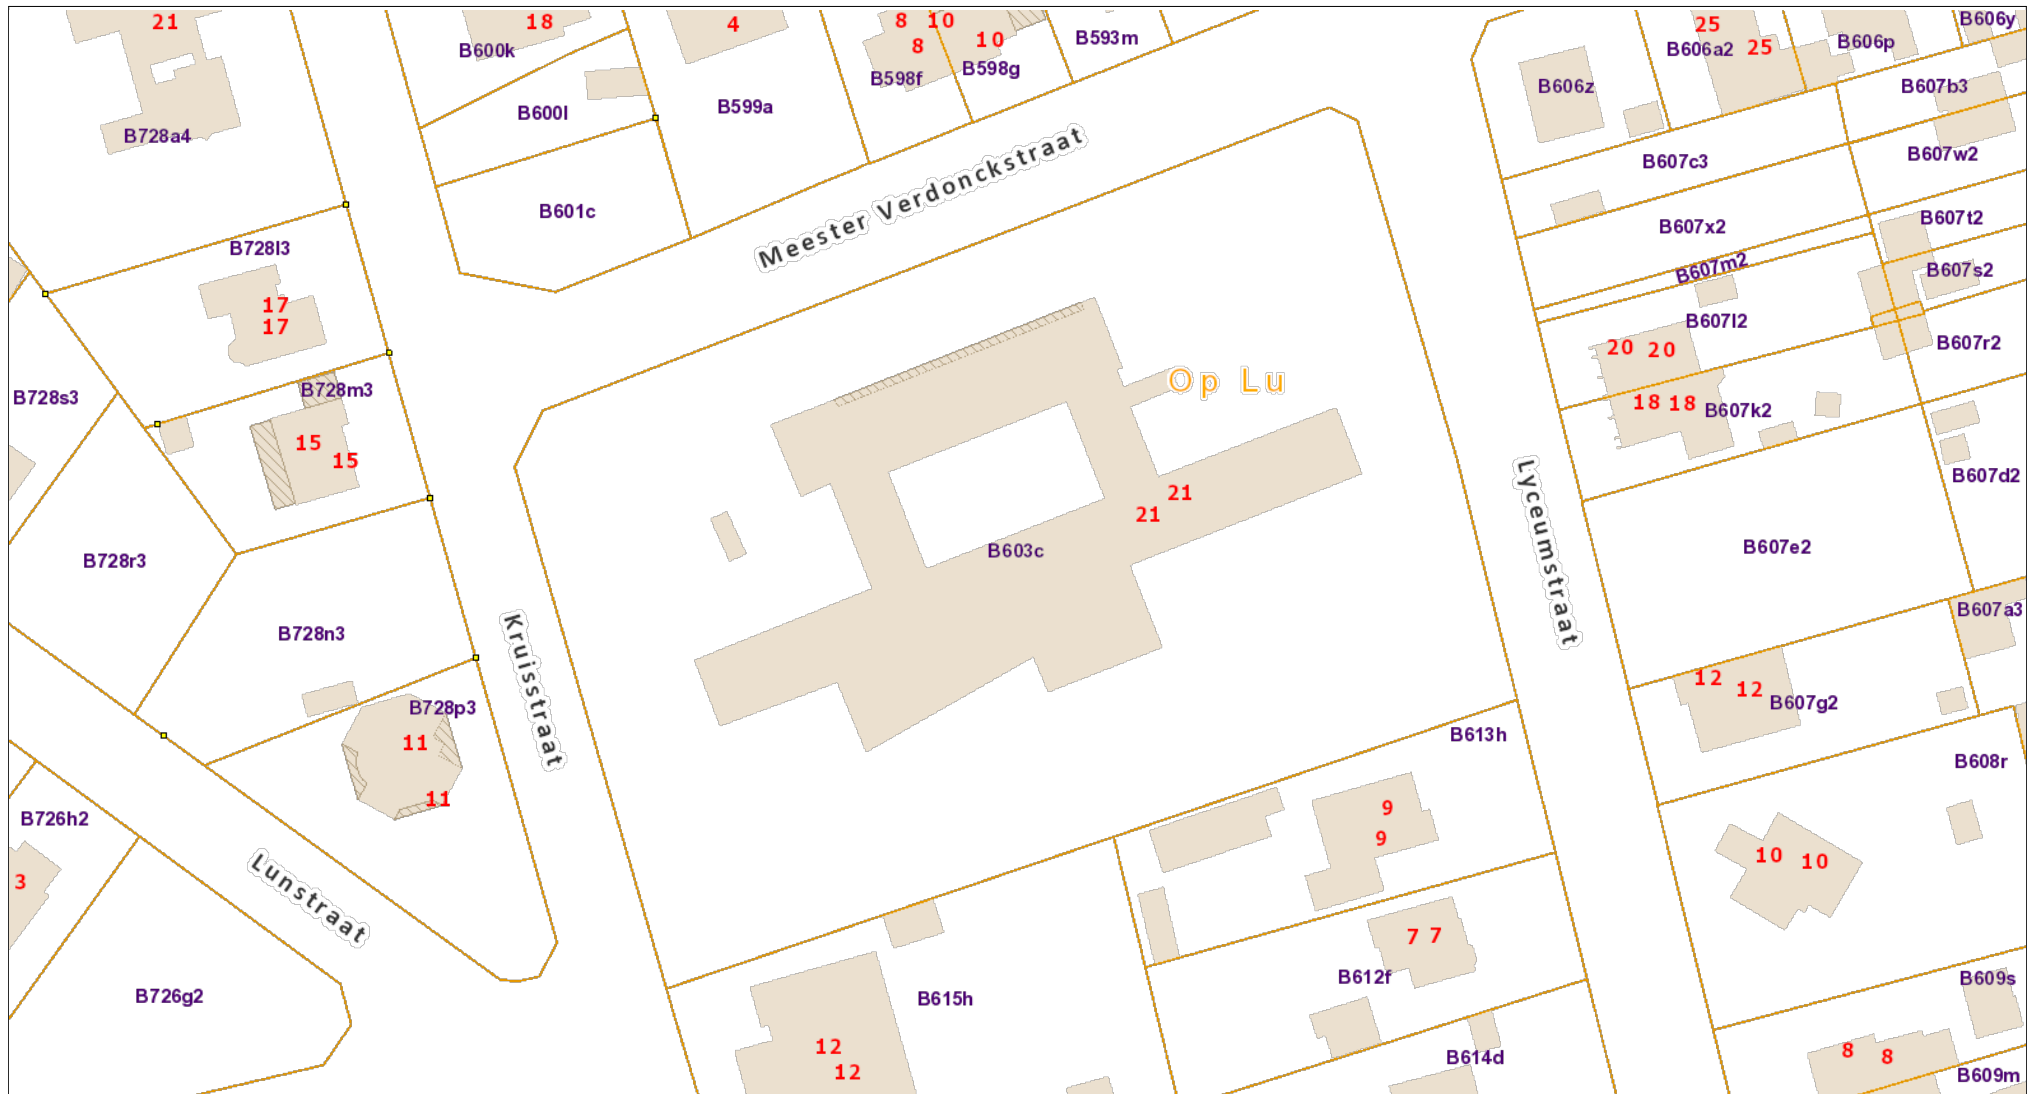 21
18
4
8 10
8
10
B600k
B598f
B598g
B593m
25
25
B606a2
B606p
B606y
B606z
B607b3
B728a4
B600l
B599a
Meester Verdonckstraat
B607c3
B607w2
B601c
B607x2
B607t2
B728l3
B607m2
B607s2
17
17
B607l2
20 20
B607r2
B728s3
B728m3
Op Lu
18 18
B607k2
15
15
21
21
B607d2
B603c
Lyceumstraat
B607e2
B728r3
B728n3
Kruisstraat
B607a3
12
12
B607g2
B728p3
11
11
B613h
B608r
B726h2
9
9
10 10
3
Lunstraat
7 7
B612f
B609s
B726g2
B615h
12
12
B614d
8 8
B609m